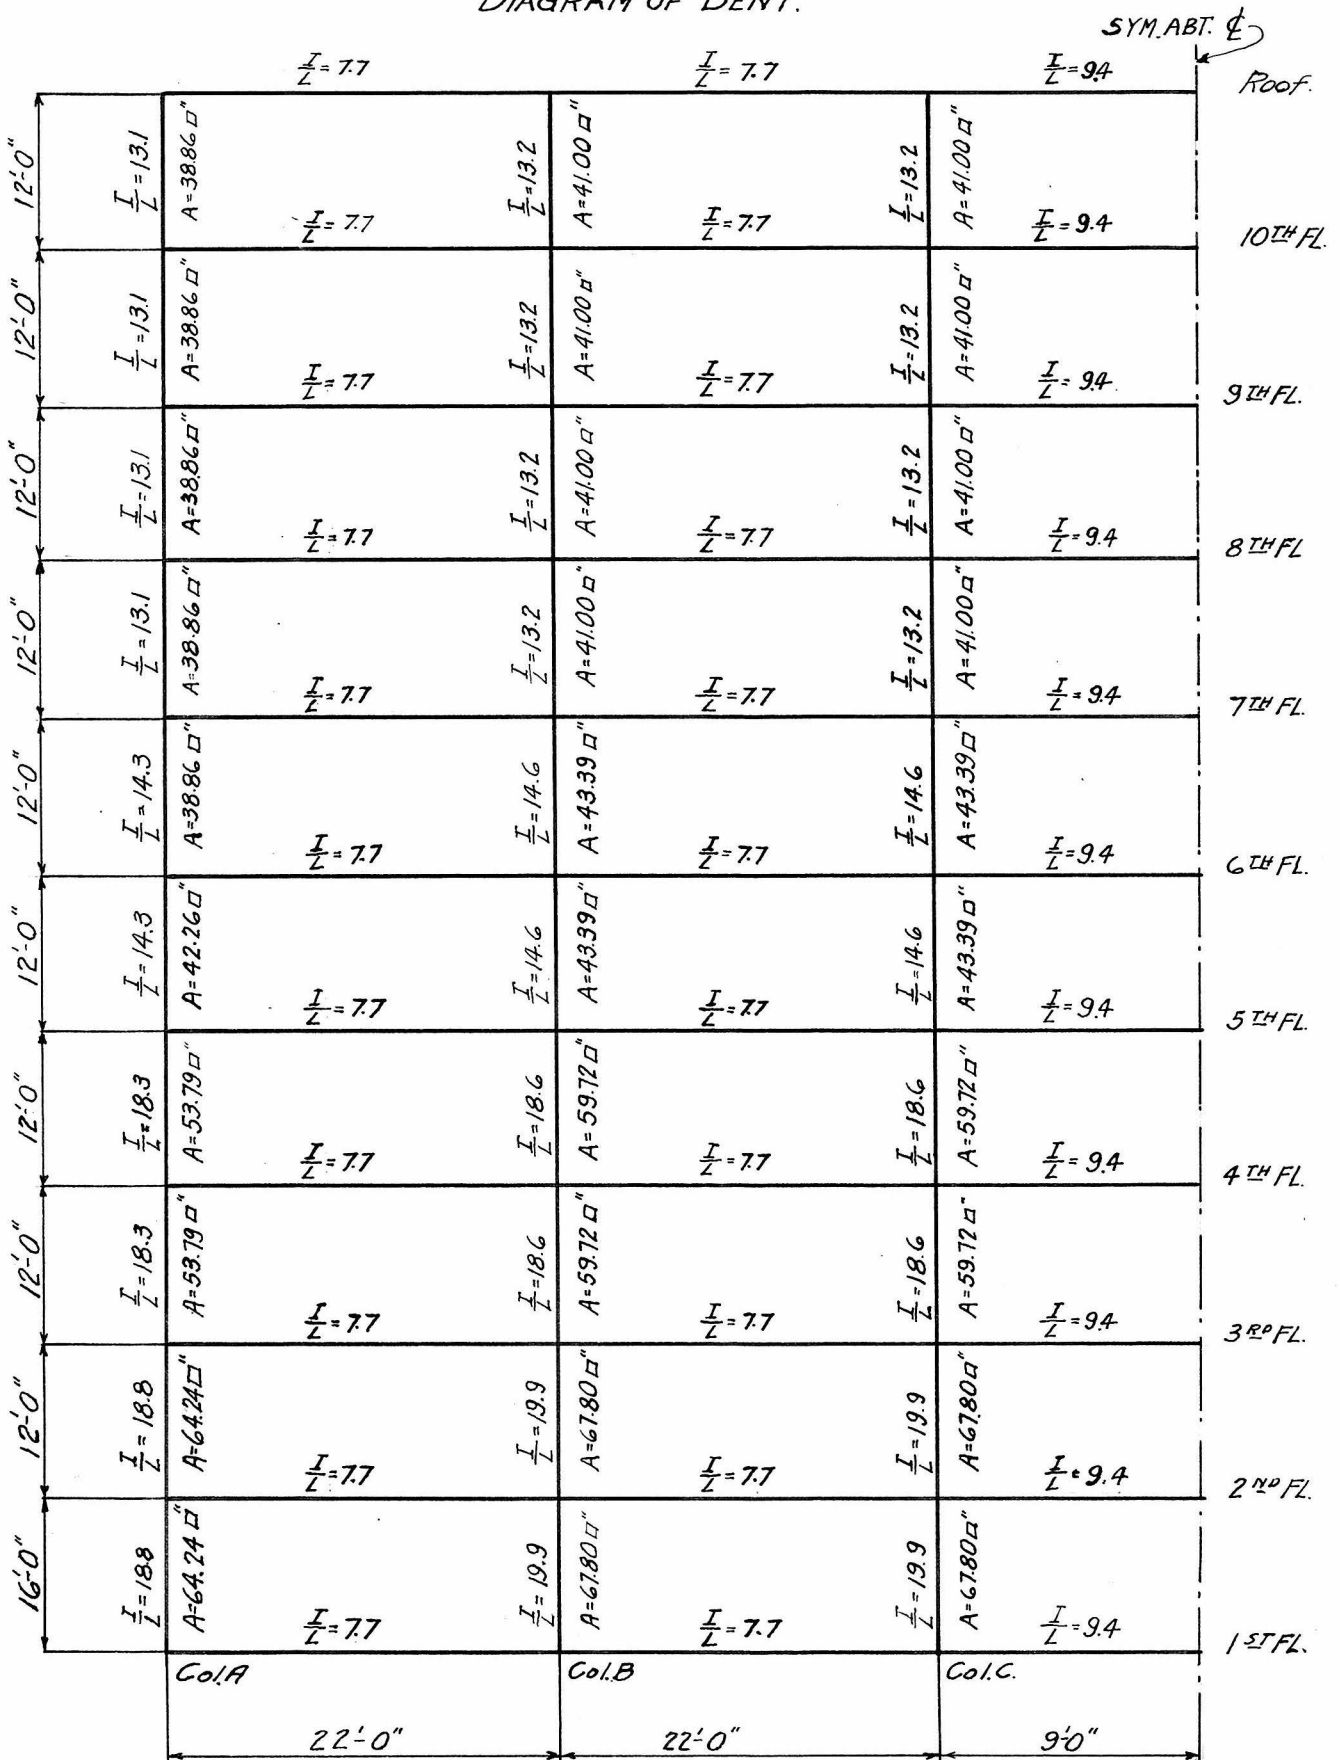 DIAGRAM OF BENT.
SYM. ABT. ℄
I/L = 7.7 I/L = 7.7 I/L = 9.4 Roof.
12'-0" I/L = 13.1 A=38.86□" I/L = 13.2 A=41.00□" I/L = 13.2 A=41.00□"
I/L = 7.7 I/L = 7.7 I/L = 9.4 10TH FL.
12'-0" I/L = 13.1 A=38.86□" I/L = 13.2 A=41.00□" I/L = 13.2 A=41.00□"
I/L = 7.7 I/L = 7.7 I/L = 9.4 9TH FL.
12'-0" I/L = 13.1 A=38.86□" I/L = 13.2 A=41.00□" I/L = 13.2 A=41.00□"
I/L = 7.7 I/L = 7.7 I/L = 9.4 8TH FL
12'-0" I/L = 13.1 A=38.86□" I/L = 13.2 A=41.00□" I/L = 13.2 A=41.00□"
I/L = 7.7 I/L = 7.7 I/L = 9.4 7TH FL.
12'-0" I/L = 14.3 A=38.86□" I/L = 14.6 A=43.39□" I/L = 14.6 A=43.39□"
I/L = 7.7 I/L = 7.7 I/L = 9.4 6TH FL.
12'-0" I/L = 14.3 A=42.26□" I/L = 14.6 A=43.39□" I/L = 14.6 A=43.39□"
I/L = 7.7 I/L = 7.7 I/L = 9.4 5TH FL.
12'-0" I/L = 18.3 A=53.79□" I/L = 18.6 A=59.72□" I/L = 18.6 A=59.72□"
I/L = 7.7 I/L = 7.7 I/L = 9.4 4TH FL.
12'-0" I/L = 18.3 A=53.79□" I/L = 18.6 A=59.72□" I/L = 18.6 A=59.72□"
I/L = 7.7 I/L = 7.7 I/L = 9.4 3RD FL.
12'-0" I/L = 18.8 A=64.24□" I/L = 19.9 A=67.80□" I/L = 19.9 A=67.80□"
I/L = 7.7 I/L = 7.7 I/L = 9.4 2ND FL.
16'-0" I/L = 18.8 A=64.24□" I/L = 19.9 A=67.80□" I/L = 19.9 A=67.80□"
I/L = 7.7 I/L = 7.7 I/L = 9.4 1ST FL.
Col.A Col.B Col.C.
22'-0" 22'-0" 9'-0"